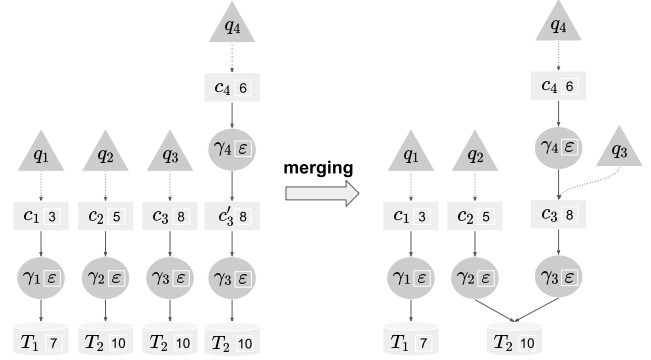 q₄ q₄
c₄ 6 c₄ 6
q₁ q₂ q₃ γ₄ ε merging q₁ q₂ γ₄ ε q₃
c₁ 3 c₂ 5 c₃ 8 c₃′ 8 c₁ 3 c₂ 5 c₃ 8
γ₁ ε γ₂ ε γ₃ ε γ₃ ε γ₁ ε γ₂ ε γ₃ ε
T₁ 7 T₂ 10 T₂ 10 T₂ 10 T₁ 7 T₂ 10